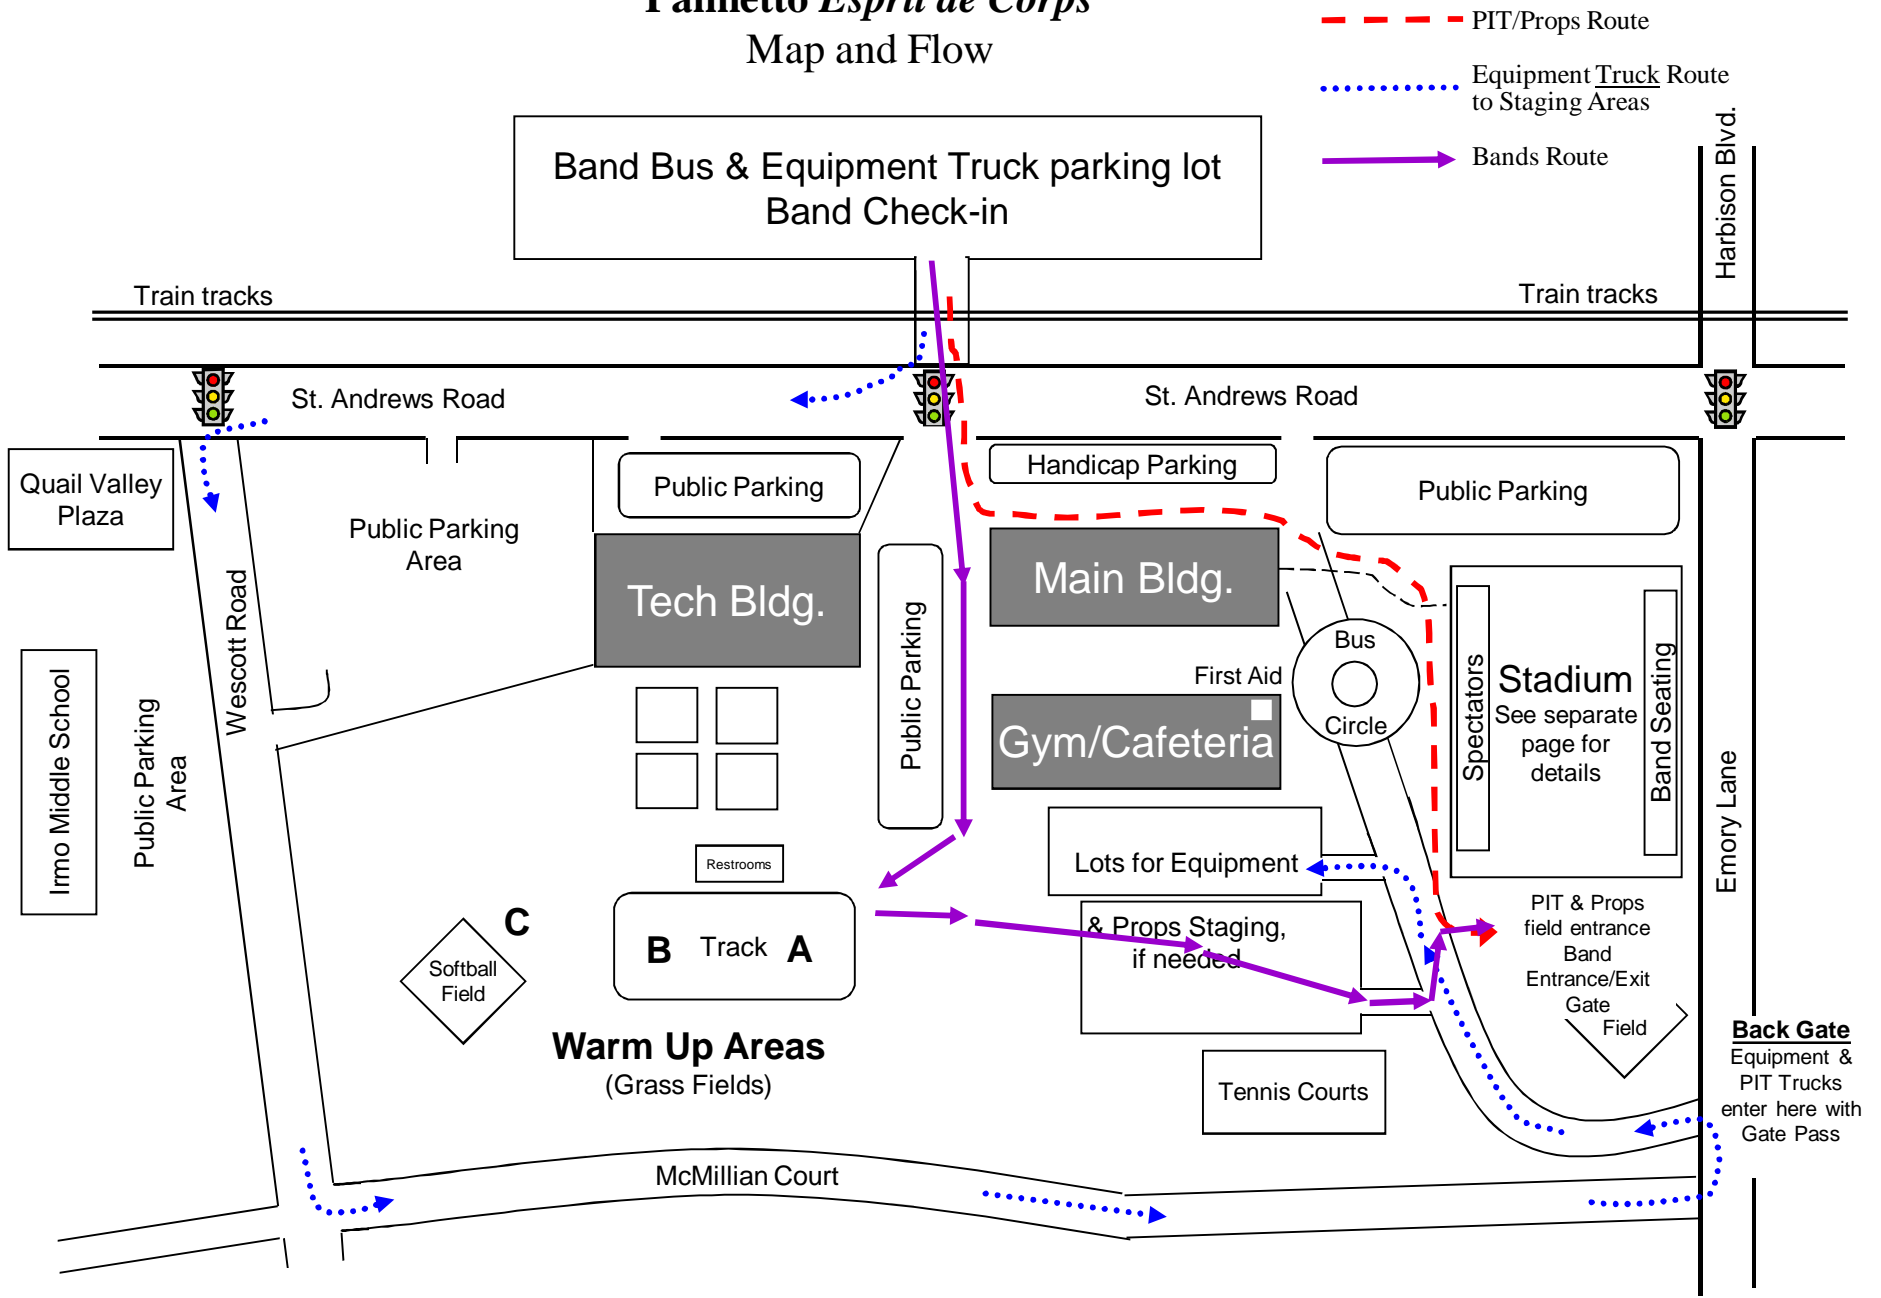 Palmetto Esprit de Corps
Map and Flow
PIT/Props Route
Equipment Truck Route
to Staging Areas
Bands Route
Harbison Blvd.
Band Bus & Equipment Truck parking lot
Band Check-in
Train tracks
Train tracks
St. Andrews Road
St. Andrews Road
Quail Valley
Plaza
Public Parking
Area
Public Parking
Handicap Parking
Public Parking
Tech Bldg.
Main Bldg.
Public Parking
Wescott Road
Irmo Middle School
Public Parking
Area
Bus
Circle
First Aid
Gym/Cafeteria
Spectators
Stadium
See separate
page for
details
Band Seating
Emory Lane
Restrooms
Lots for Equipment
& Props Staging,
if needed
C
B
Track
A
Softball
Field
PIT & Props
field entrance
Band
Entrance/Exit
Gate
Field
Warm Up Areas
(Grass Fields)
Back Gate
Equipment &
PIT Trucks
enter here with
Gate Pass
Tennis Courts
McMillian Court